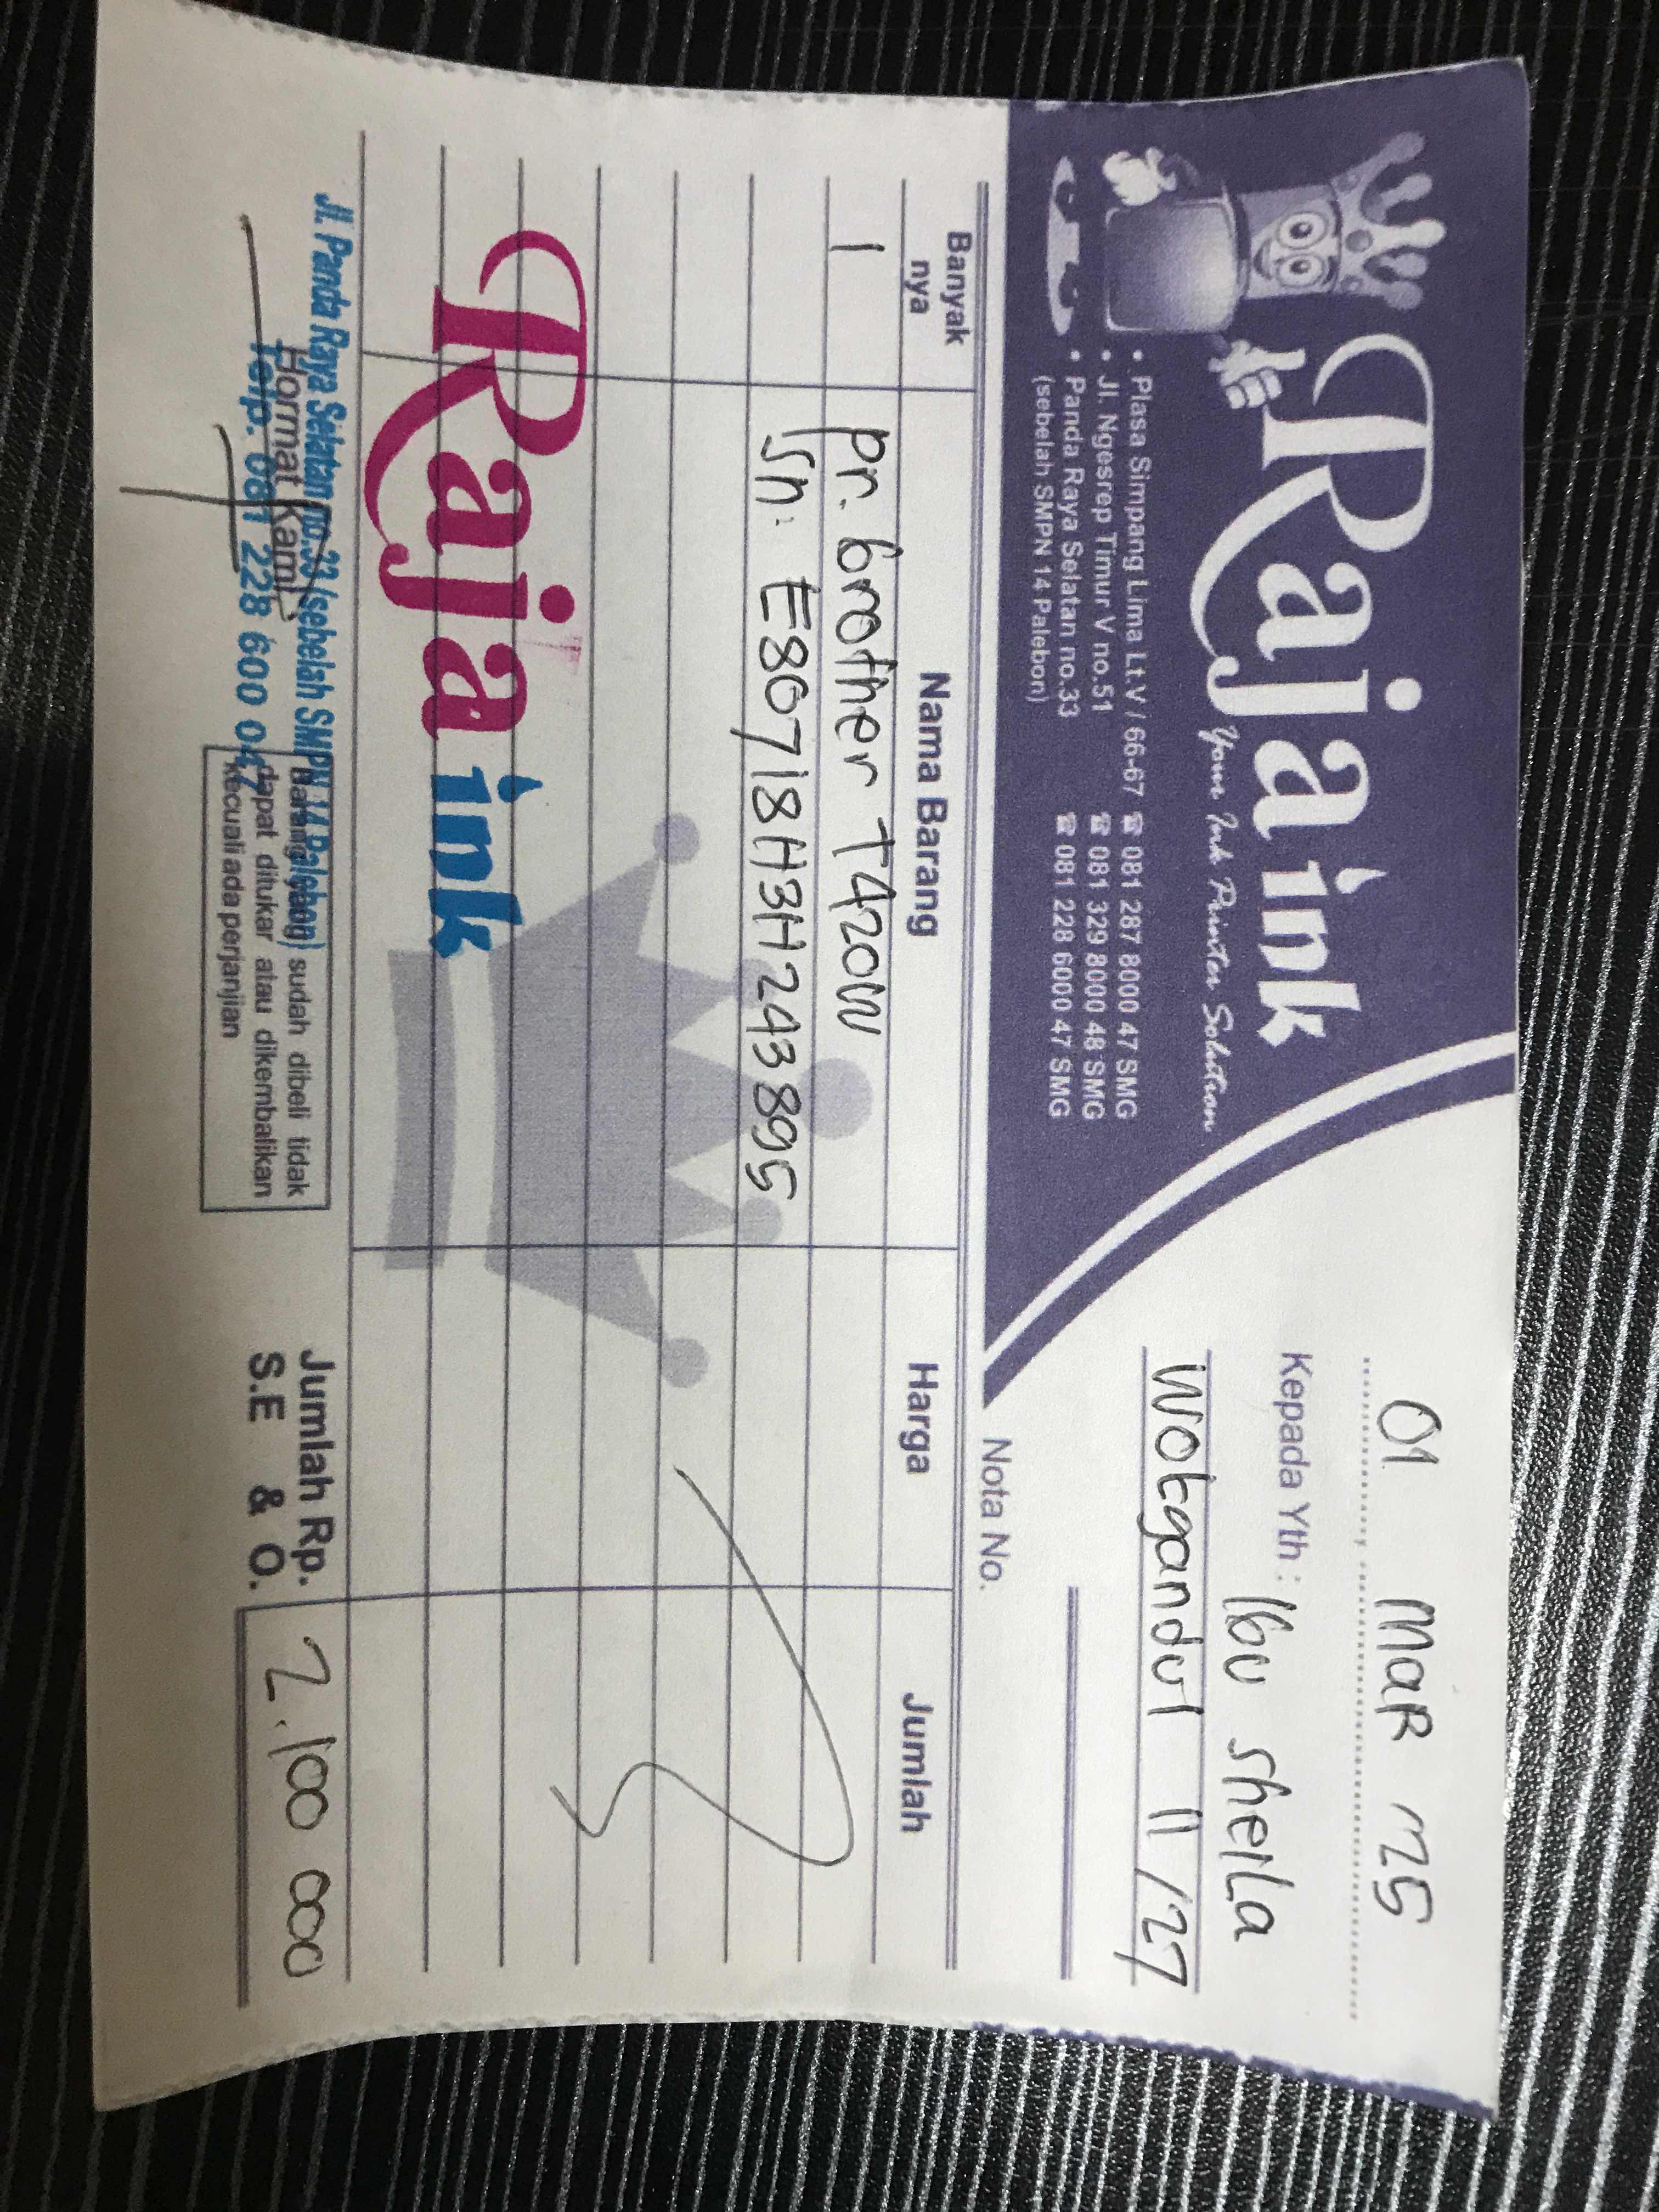 Raja ink
Your Ink Printer Solution
• Plasa Simpang Lima Lt.V / 66-67 ☎ 081 287 8000 47 SMG
• Jl. Ngesrep Timur V no.51 ☎ 081 329 8000 48 SMG
• Panda Raya Selatan no.33 ☎ 081 228 6000 47 SMG
(sebelah SMPN 14 Palebon)
01 Mar '25
Kepada Yth : Ibu Sheila
Wotgandul 11 / 27
Nota No.
Banyak nya Nama Barang Harga Jumlah
1 Pr. brother T420W
Sn: E80718H3H243895
Raja ink
Jl. Panda Raya Selatan no.33 (sebelah SMPN 14 Palebon)
Telp. 081 228 600 047
Hormat Kami,
Barang yang sudah dibeli tidak
dapat ditukar atau dikembalikan
kecuali ada perjanjian
Jumlah Rp. 2.100 000
S.E & O.